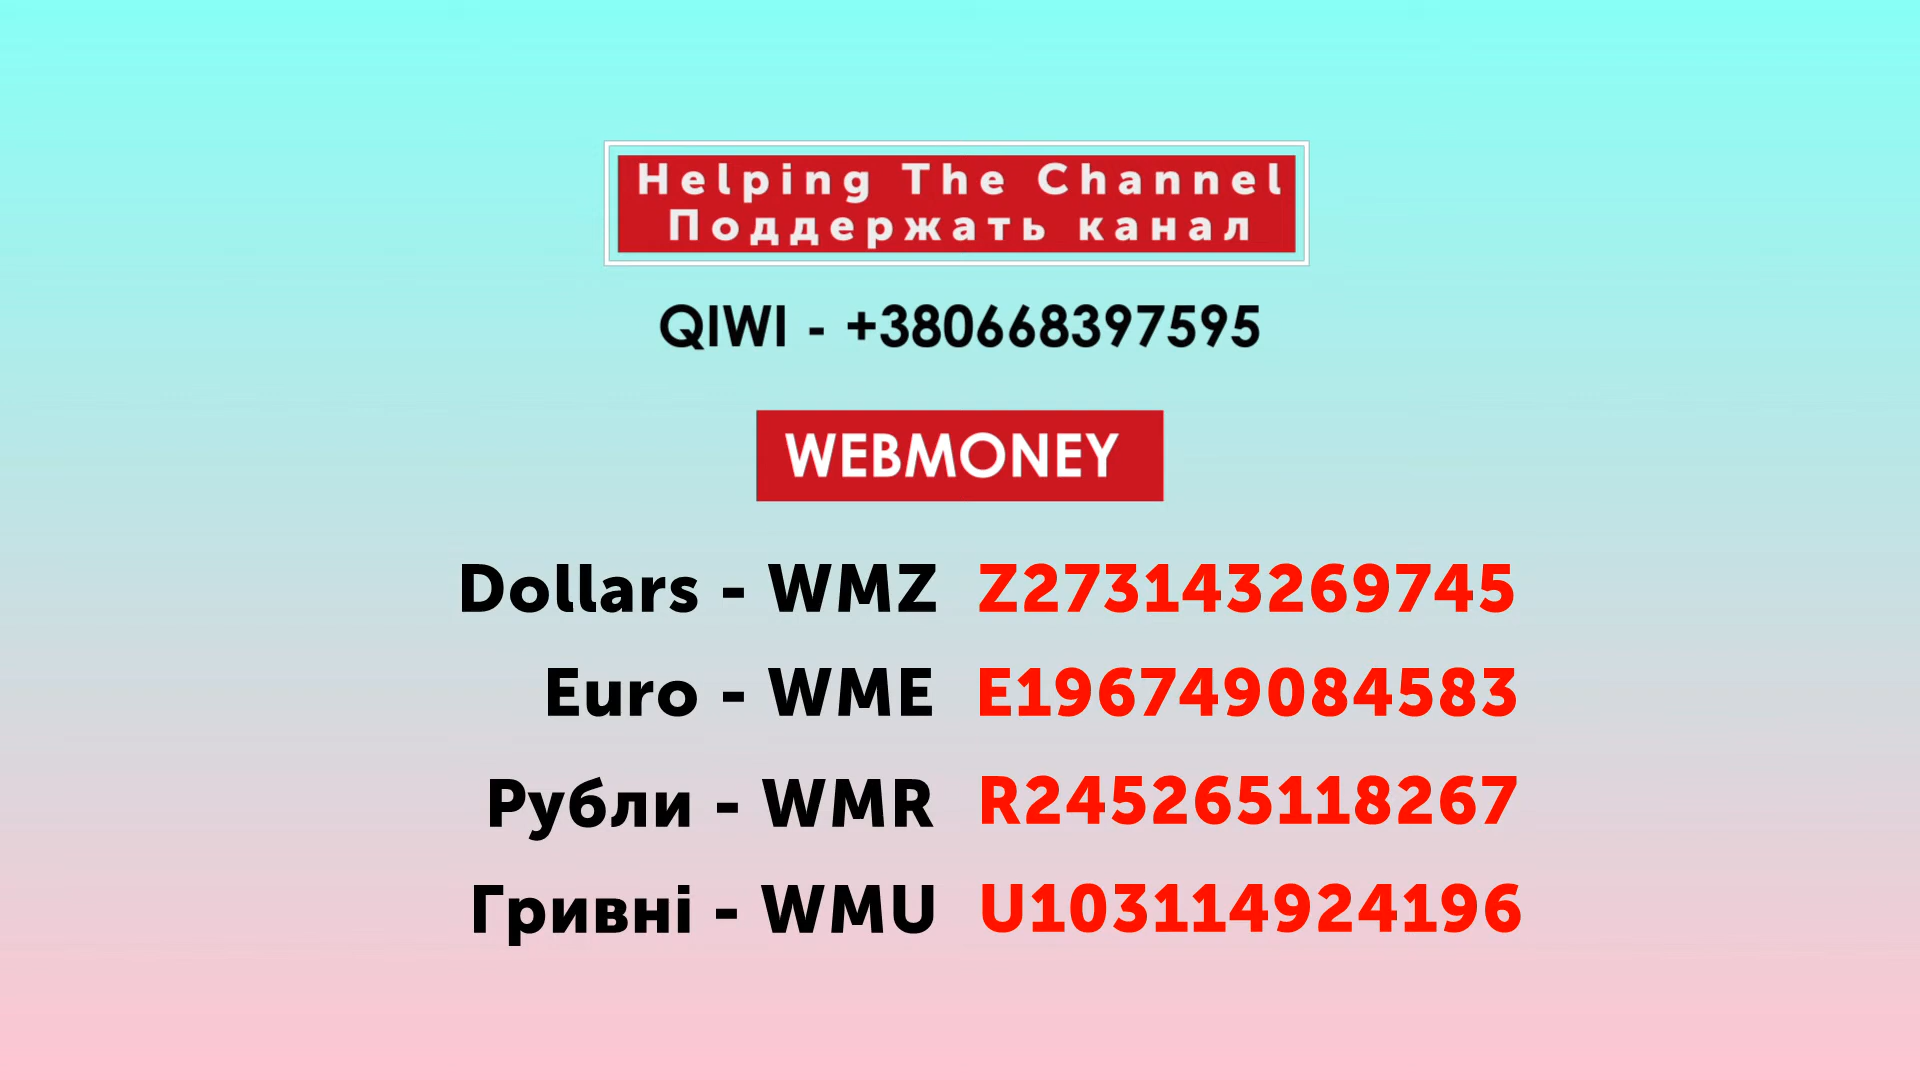 Helping The Channel
Поддержать канал
QIWI - +380668397595
WEBMONEY
Dollars - WMZ Z273143269745
Euro - WME E196749084583
Рубли - WMR R245265118267
Гривні - WMU U103114924196